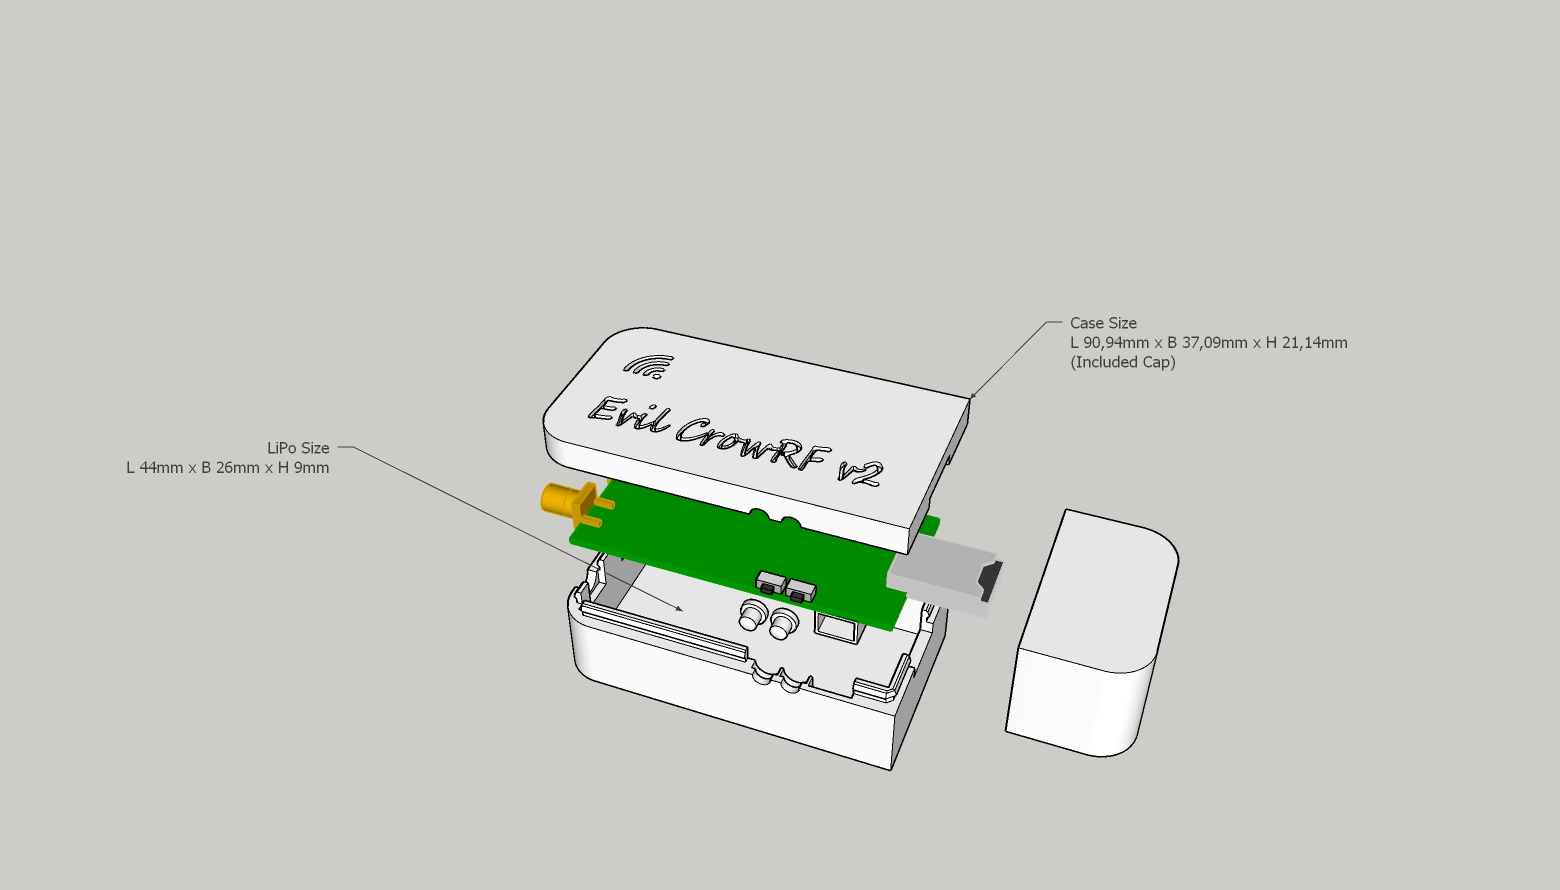 Case Size
L 90,94mm x B 37,09mm x H 21,14mm
(Included Cap)
Evil CrowRF v2
LiPo Size
L 44mm x B 26mm x H 9mm